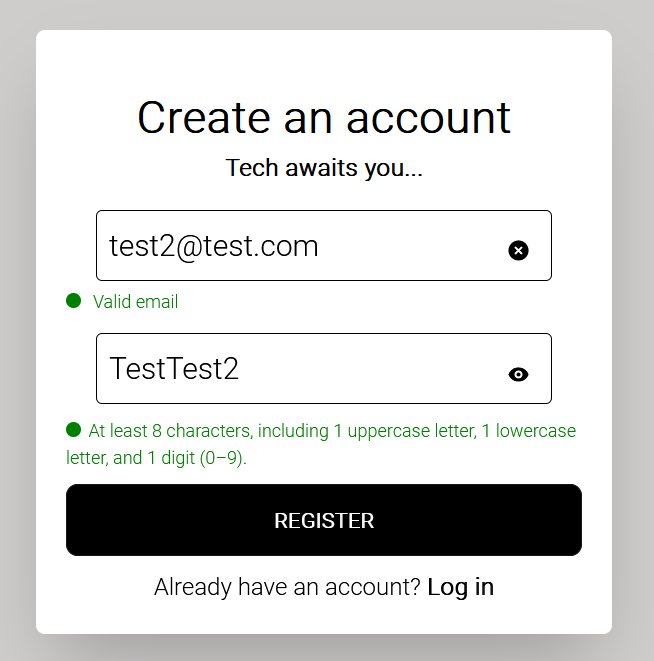 Create an account
Tech awaits you...
test2@test.com
Valid email
TestTest2
At least 8 characters, including 1 uppercase letter, 1 lowercase
letter, and 1 digit (0–9).
REGISTER
Already have an account? Log in